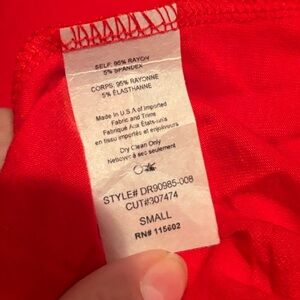 SELF: 95% RAYON
5% SPANDEX
CORPS: 95% RAYONNE
5% ÉLASTHANNE
Made in U.S.A of imported
Fabric and Trims
Fabriqué Aux États-unis
en tissu importés et enjolivures
Dry Clean Only
Nettoyer à sec seulement
STYLE# DR90985-008
CUT#307474
SMALL
RN# 115602